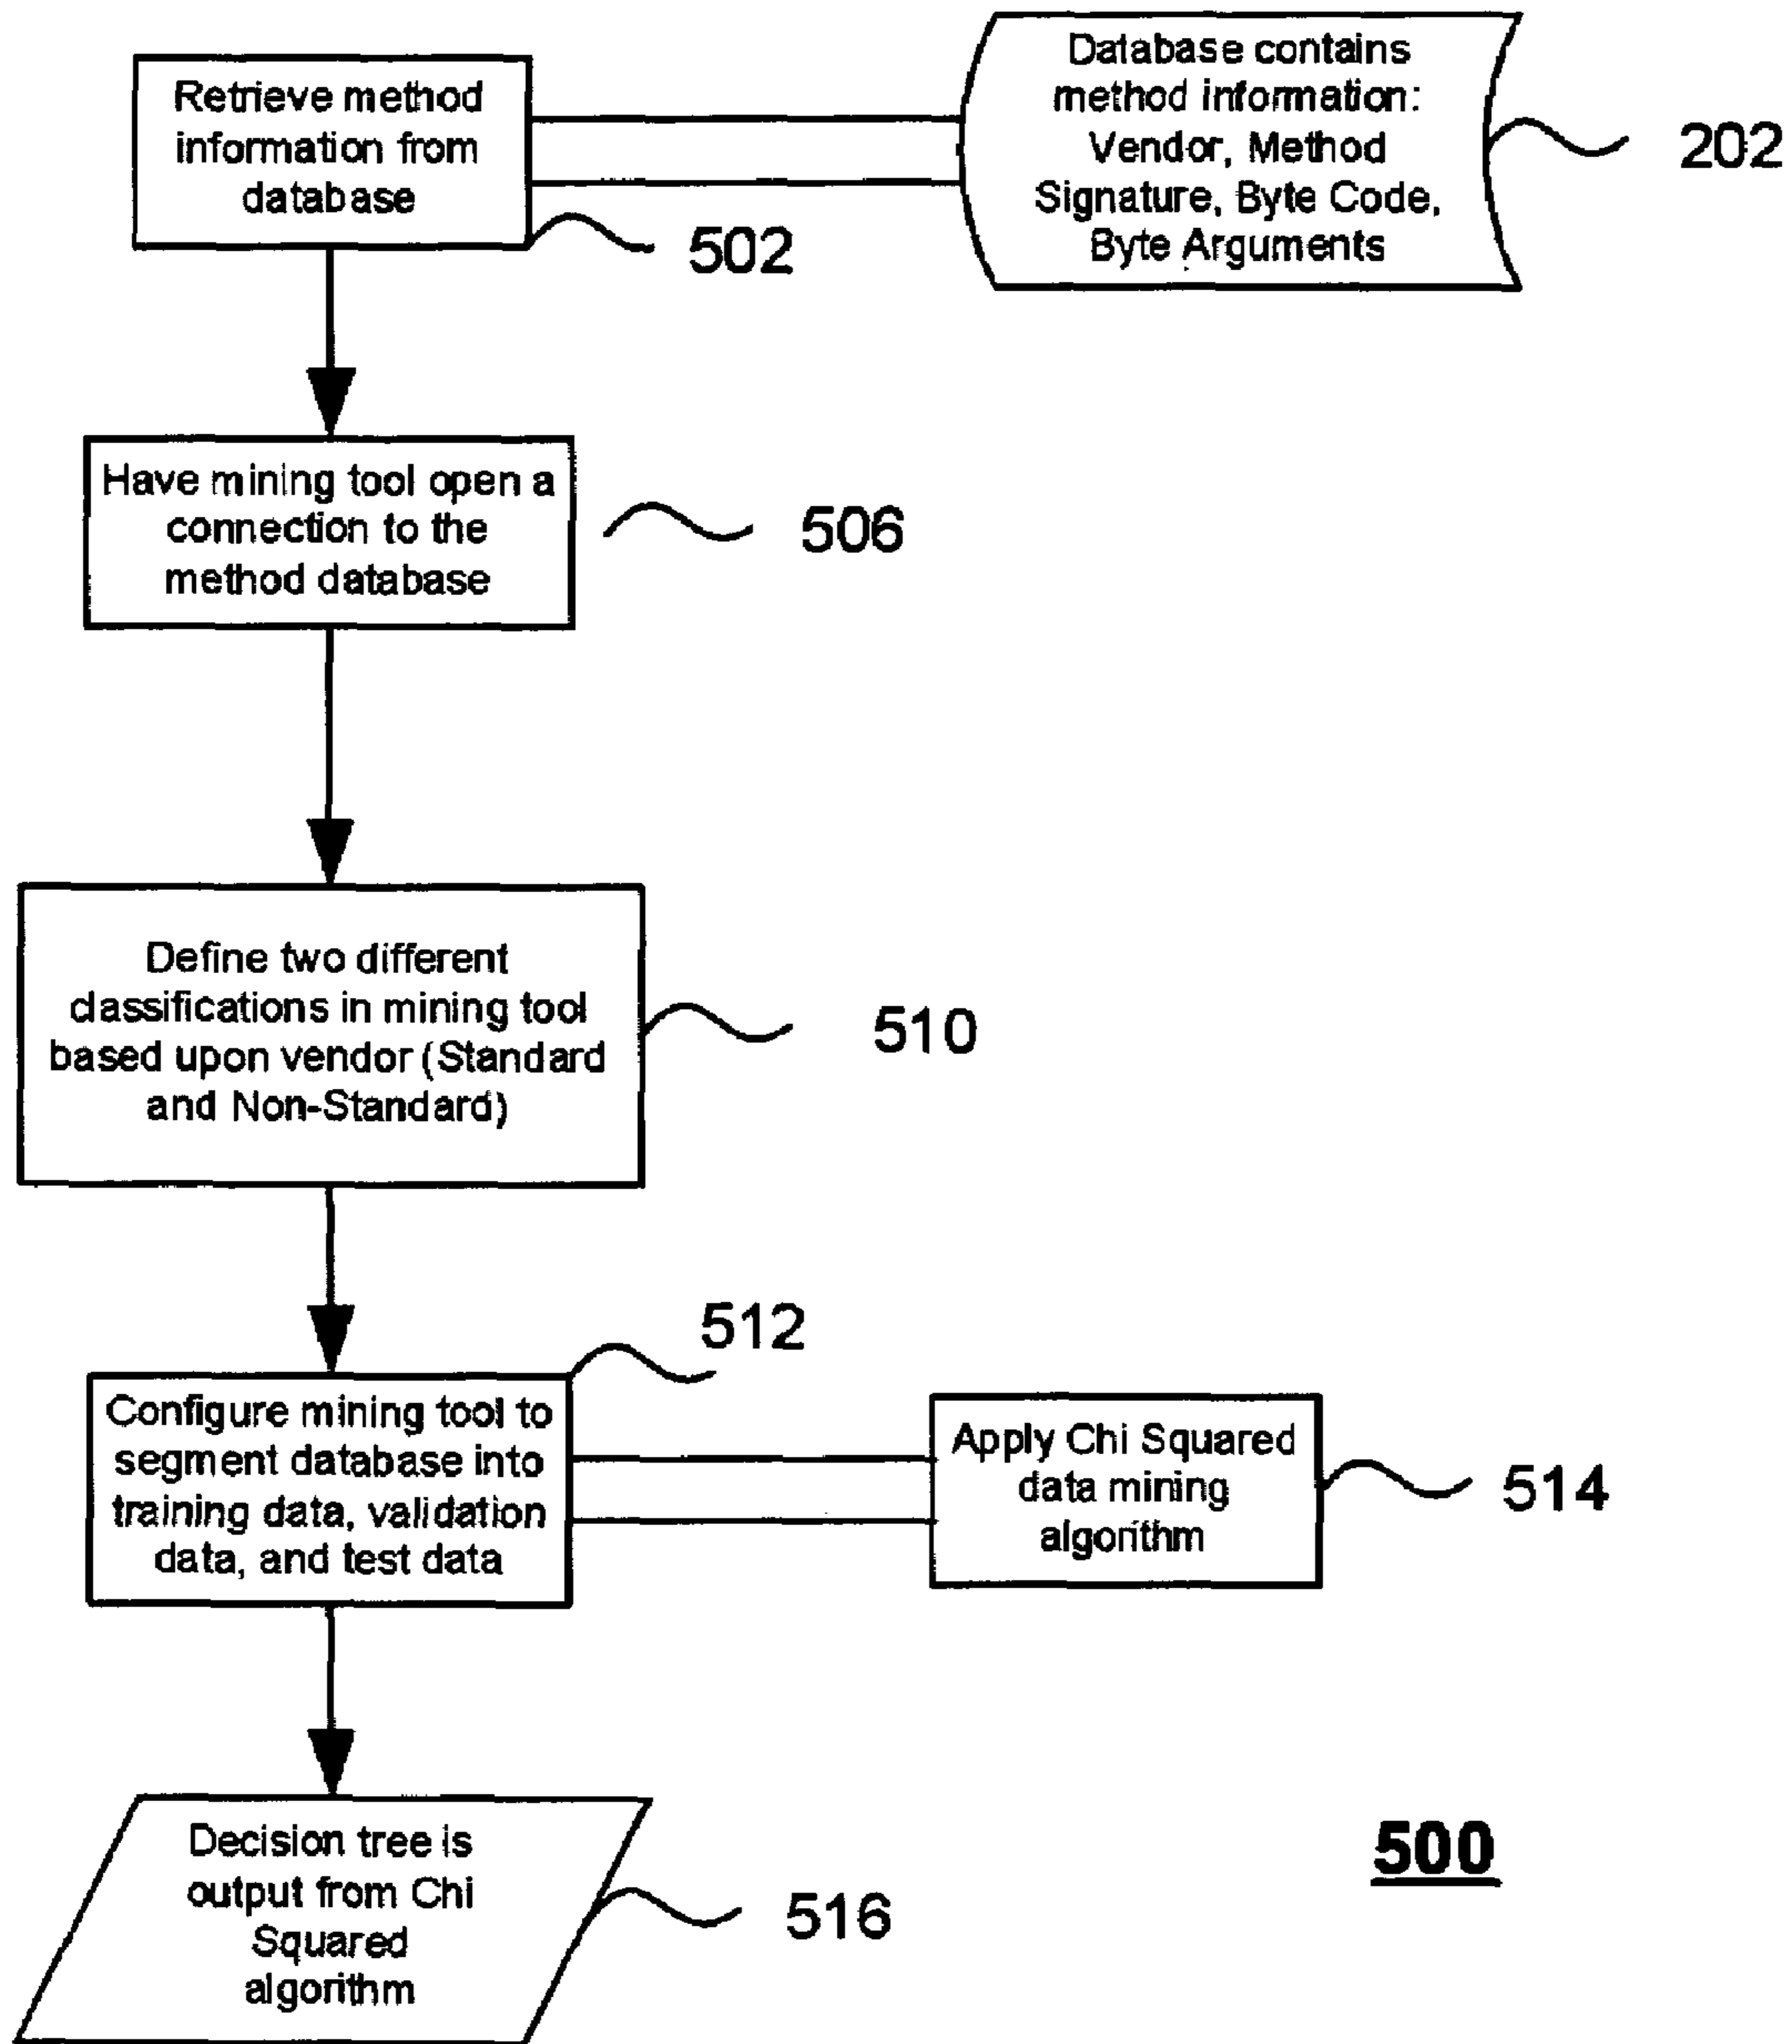 Retrieve method
information from
database
502
Database contains
method information:
Vendor, Method
Signature, Byte Code,
Byte Arguments
202
Have mining tool open a
connection to the
method database
506
Define two different
classifications in mining tool
based upon vendor (Standard
and Non-Standard)
510
512
Configure mining tool to
segment database into
training data, validation
data, and test data
Apply Chi Squared
data mining
algorithm
514
Decision tree is
output from Chi
Squared
algorithm
516
500